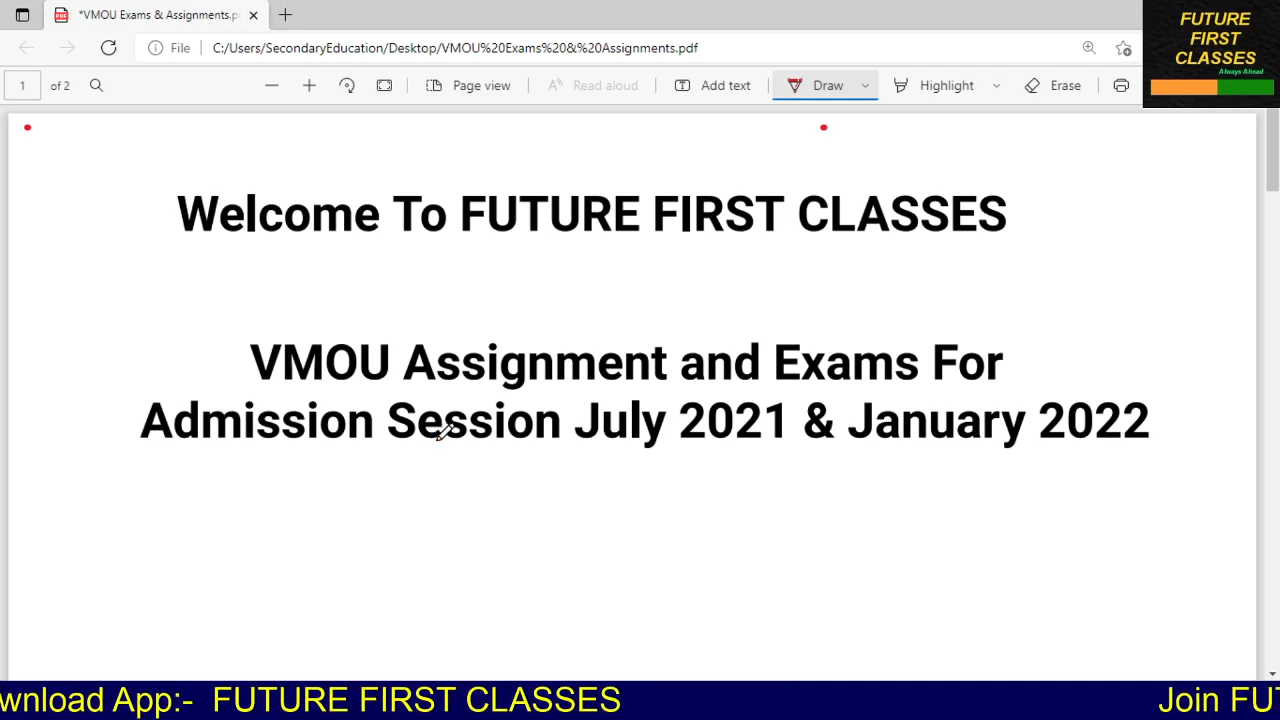 *VMOU Exams & Assignments.p
File
C:/Users/SecondaryEducation/Desktop/VMOU%20Exams%20&%20Assignments.pdf
1 of 2
Page view
Read aloud
Add text
Draw
Highlight
Erase
FUTURE
FIRST
CLASSES
Always Ahead
Welcome To FUTURE FIRST CLASSES
VMOU Assignment and Exams For
Admission Session July 2021 & January 2022
wnload App:- FUTURE FIRST CLASSES
Join FU